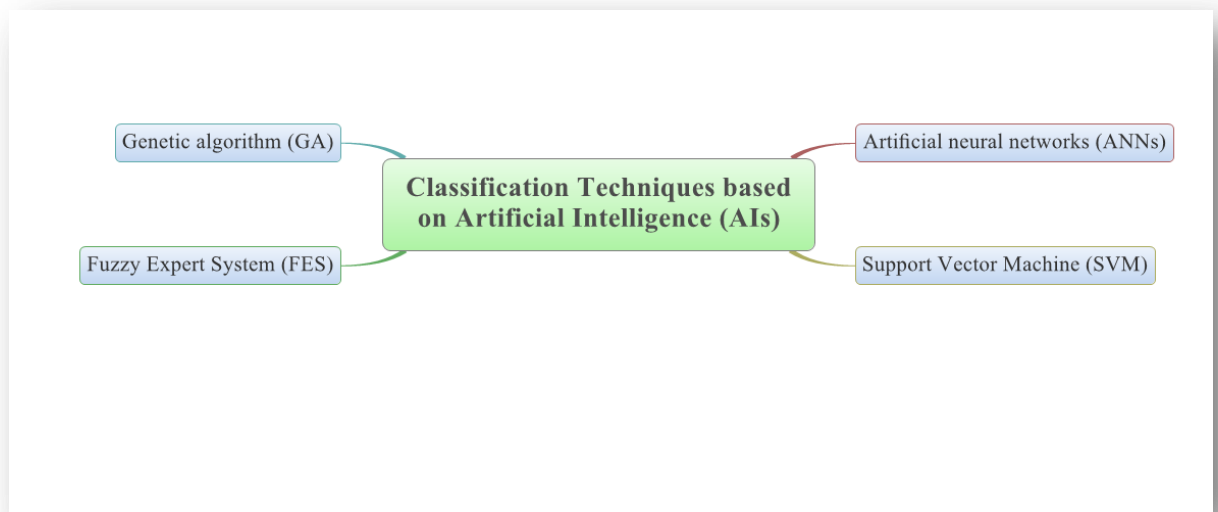 Genetic algorithm (GA)
Artificial neural networks (ANNs)
Classification Techniques based
on Artificial Intelligence (AIs)
Fuzzy Expert System (FES)
Support Vector Machine (SVM)